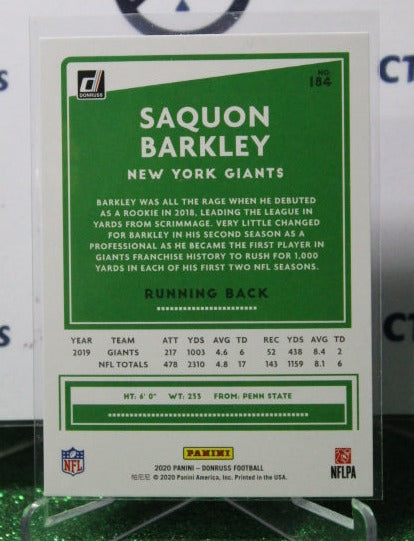 DONRUSS
NO
184
SAQUON
BARKLEY
NEW YORK GIANTS
BARKLEY WAS ALL THE RAGE WHEN HE DEBUTED
AS A ROOKIE IN 2018, LEADING THE LEAGUE IN
YARDS FROM SCRIMMAGE. VERY LITTLE CHANGED
FOR BARKLEY IN HIS SECOND SEASON AS A
PROFESSIONAL AS HE BECAME THE FIRST PLAYER IN
GIANTS FRANCHISE HISTORY TO RUSH FOR 1,000
YARDS IN EACH OF HIS FIRST TWO NFL SEASONS.
RUNNING BACK
YEAR TEAM ATT YDS AVG TD REC YDS AVG TD
2019 GIANTS 217 1003 4.6 6 52 438 8.4 2
NFL TOTALS 478 2310 4.8 17 143 1159 8.1 6
HT: 6' 0" WT: 233 FROM: PENN STATE
NFL
PANINI
NFLPA
2020 PANINI – DONRUSS FOOTBALL
帕尼尼 © 2020 Panini America, Inc. Printed in the USA.